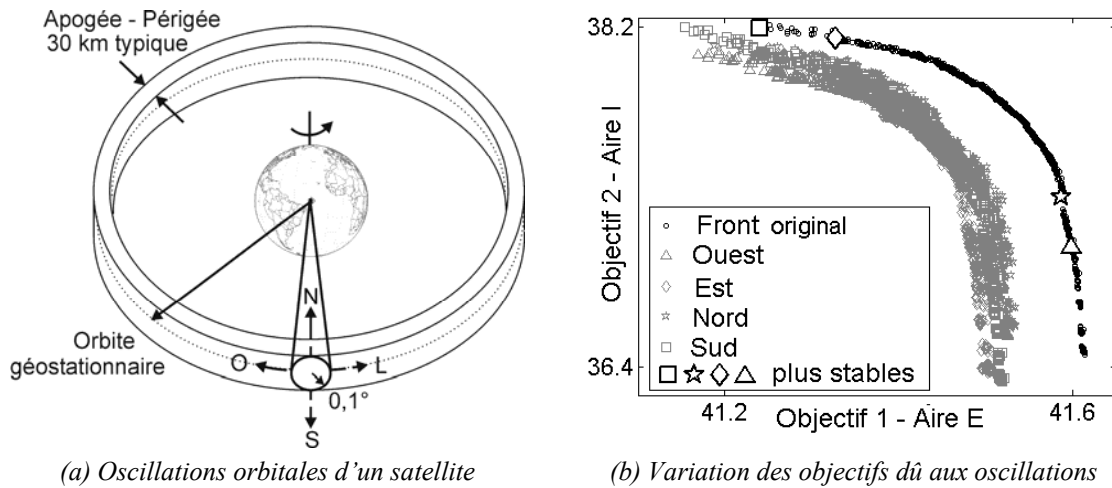 Apogée - Périgée
30 km typique
N
Orbite
géostationnaire
O
L
0,1°
S
(a) Oscillations orbitales d’un satellite
38.2
Objectif 2 - Aire I
Front original
Ouest
Est
Nord
Sud
plus stables
36.4
41.2
Objectif 1 - Aire E
41.6
(b) Variation des objectifs dû aux oscillations